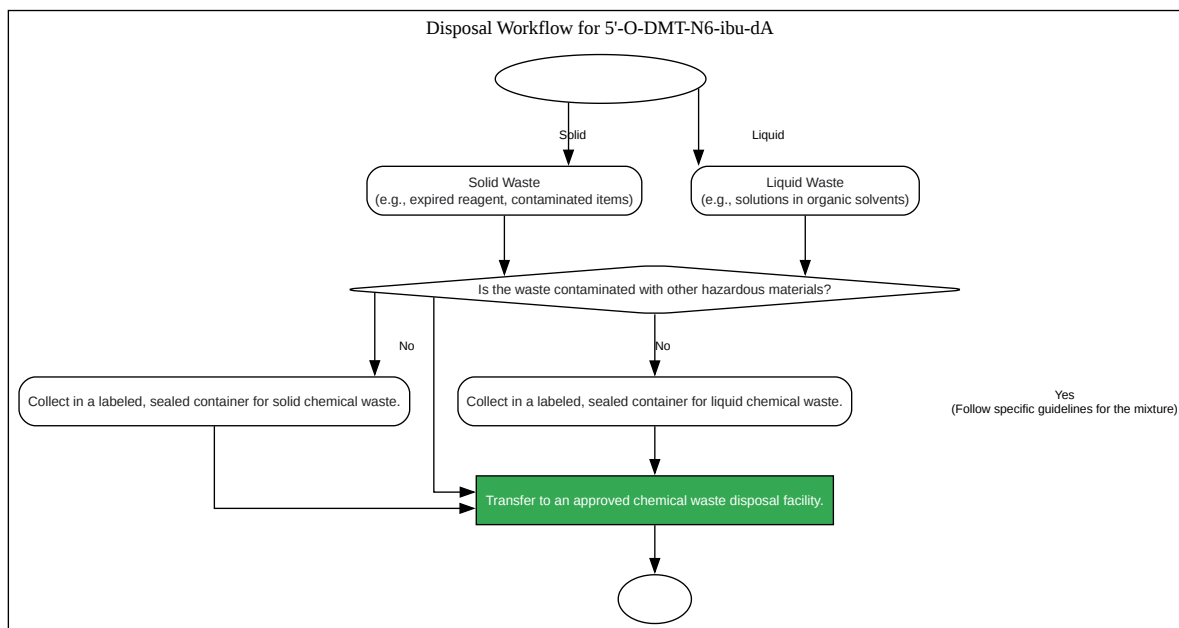 Disposal Workflow for 5'-O-DMT-N6-ibu-dA
Solid
Liquid
Solid Waste
(e.g., expired reagent, contaminated items)
Liquid Waste
(e.g., solutions in organic solvents)
Is the waste contaminated with other hazardous materials?
No
No
Collect in a labeled, sealed container for solid chemical waste.
Collect in a labeled, sealed container for liquid chemical waste.
Yes
(Follow specific guidelines for the mixture)
Transfer to an approved chemical waste disposal facility.